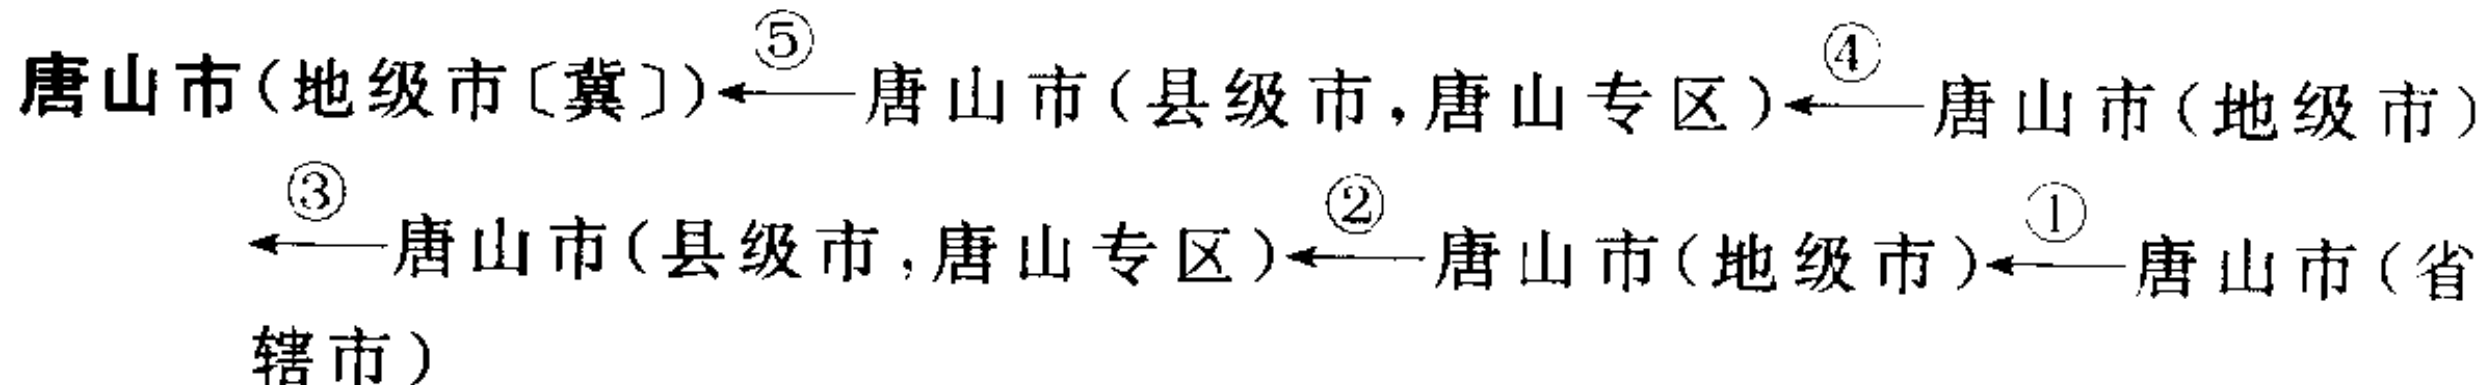 唐山市(地级市〔冀〕)←⑤—唐山市(县级市,唐山专区)←④—唐山市(地级市)
←③—唐山市(县级市,唐山专区)←②—唐山市(地级市)←①—唐山市(省
辖市)